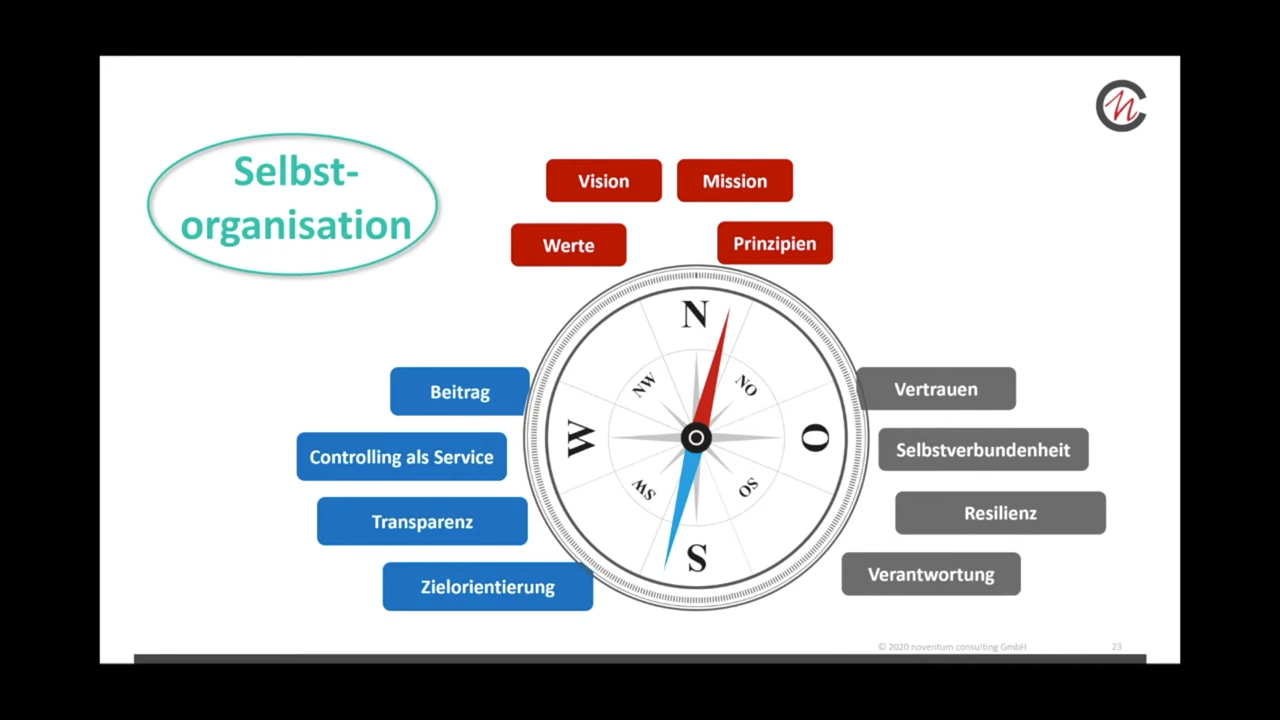 Selbst-
organisation
Vision
Mission
Werte
Prinzipien
N
NW
NO
W
O
SW
SO
S
Beitrag
Controlling als Service
Transparenz
Zielorientierung
Vertrauen
Selbstverbundenheit
Resilienz
Verantwortung
© 2020 noventum consulting GmbH
23